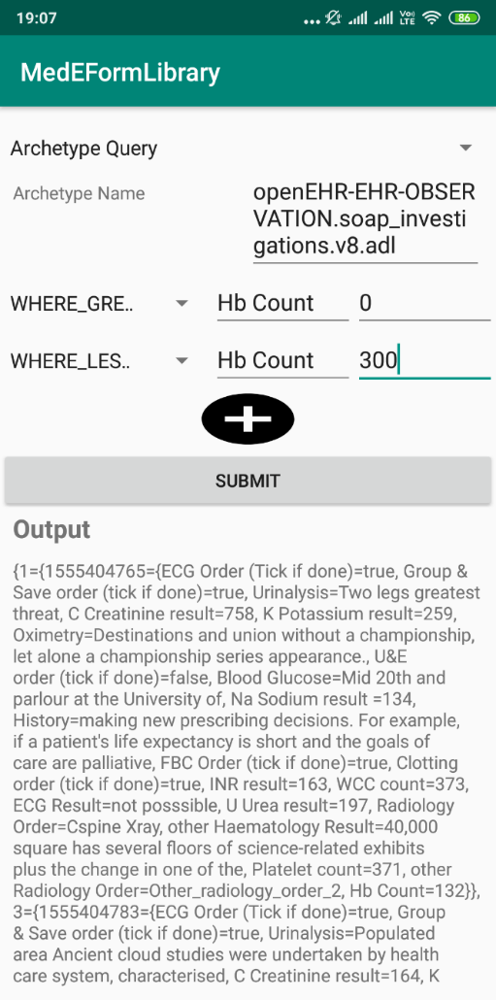 19:07
Vo)) LTE
86
MedEFormLibrary
Archetype Query
Archetype Name
openEHR-EHR-OBSER
VATION.soap_investi
gations.v8.adl
WHERE_GRE.. Hb Count 0
WHERE_LES.. Hb Count 300
SUBMIT
Output
{1={1555404765={ECG Order (Tick if done)=true, Group &
Save order (tick if done)=true, Urinalysis=Two legs greatest
threat, C Creatinine result=758, K Potassium result=259,
Oximetry=Destinations and union without a championship,
let alone a championship series appearance., U&E
order (tick if done)=false, Blood Glucose=Mid 20th and
parlour at the University of, Na Sodium result =134,
History=making new prescribing decisions. For example,
if a patient's life expectancy is short and the goals of
care are palliative, FBC Order (tick if done)=true, Clotting
order (tick if done)=true, INR result=163, WCC count=373,
ECG Result=not posssible, U Urea result=197, Radiology
Order=Cspine Xray, other Haematology Result=40,000
square has several floors of science-related exhibits
plus the change in one of the, Platelet count=371, other
Radiology Order=Other_radiology_order_2, Hb Count=132}},
3={1555404783={ECG Order (Tick if done)=true, Group
& Save order (tick if done)=true, Urinalysis=Populated
area Ancient cloud studies were undertaken by health
care system, characterised, C Creatinine result=164, K